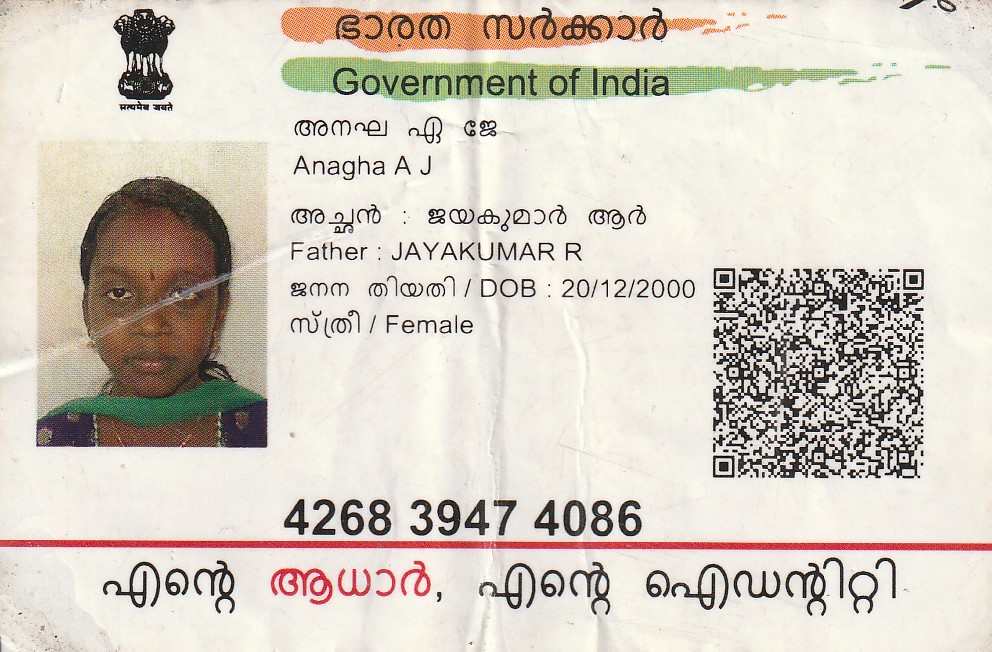 ഭാരത സർക്കാർ
Government of India
सत्यमेव जयते
അനഘ ഏ ജേ
Anagha A J
അച്ഛൻ : ജയകുമാർ ആർ
Father : JAYAKUMAR R
ജനന തിയതി / DOB : 20/12/2000
സ്ത്രീ / Female
4268 3947 4086
എന്റെ ആധാർ, എന്റെ ഐഡന്റിറ്റി